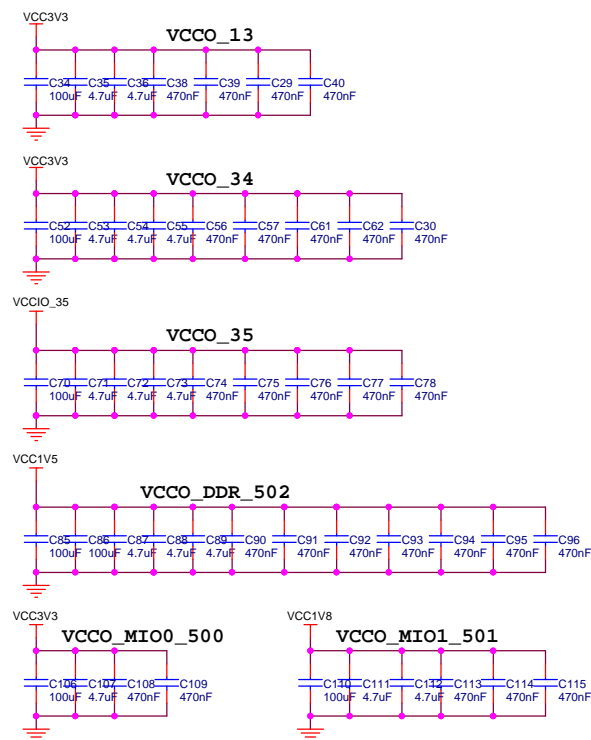 VCC3V3
VCCO_13
C34 C35 C36 C38 C39 C29 C40
100uF 4.7uF 4.7uF 470nF 470nF 470nF 470nF
VCC3V3
VCCO_34
C52 C53 C54 C55 C56 C57 C61 C62 C30
100uF 4.7uF 4.7uF 4.7uF 470nF 470nF 470nF 470nF 470nF
VCCIO_35
VCCO_35
C70 C71 C72 C73 C74 C75 C76 C77 C78
100uF 4.7uF 4.7uF 4.7uF 470nF 470nF 470nF 470nF 470nF
VCC1V5
VCCO_DDR_502
C85 C86 C87 C88 C89 C90 C91 C92 C93 C94 C95 C96
100uF 100uF 4.7uF 4.7uF 4.7uF 470nF 470nF 470nF 470nF 470nF 470nF 470nF
VCC3V3 VCC1V8
VCCO_MIO0_500 VCCO_MIO1_501
C106 C107 C108 C109 C110 C111 C112 C113 C114 C115
100uF 4.7uF 470nF 470nF 100uF 4.7uF 4.7uF 470nF 470nF 470nF